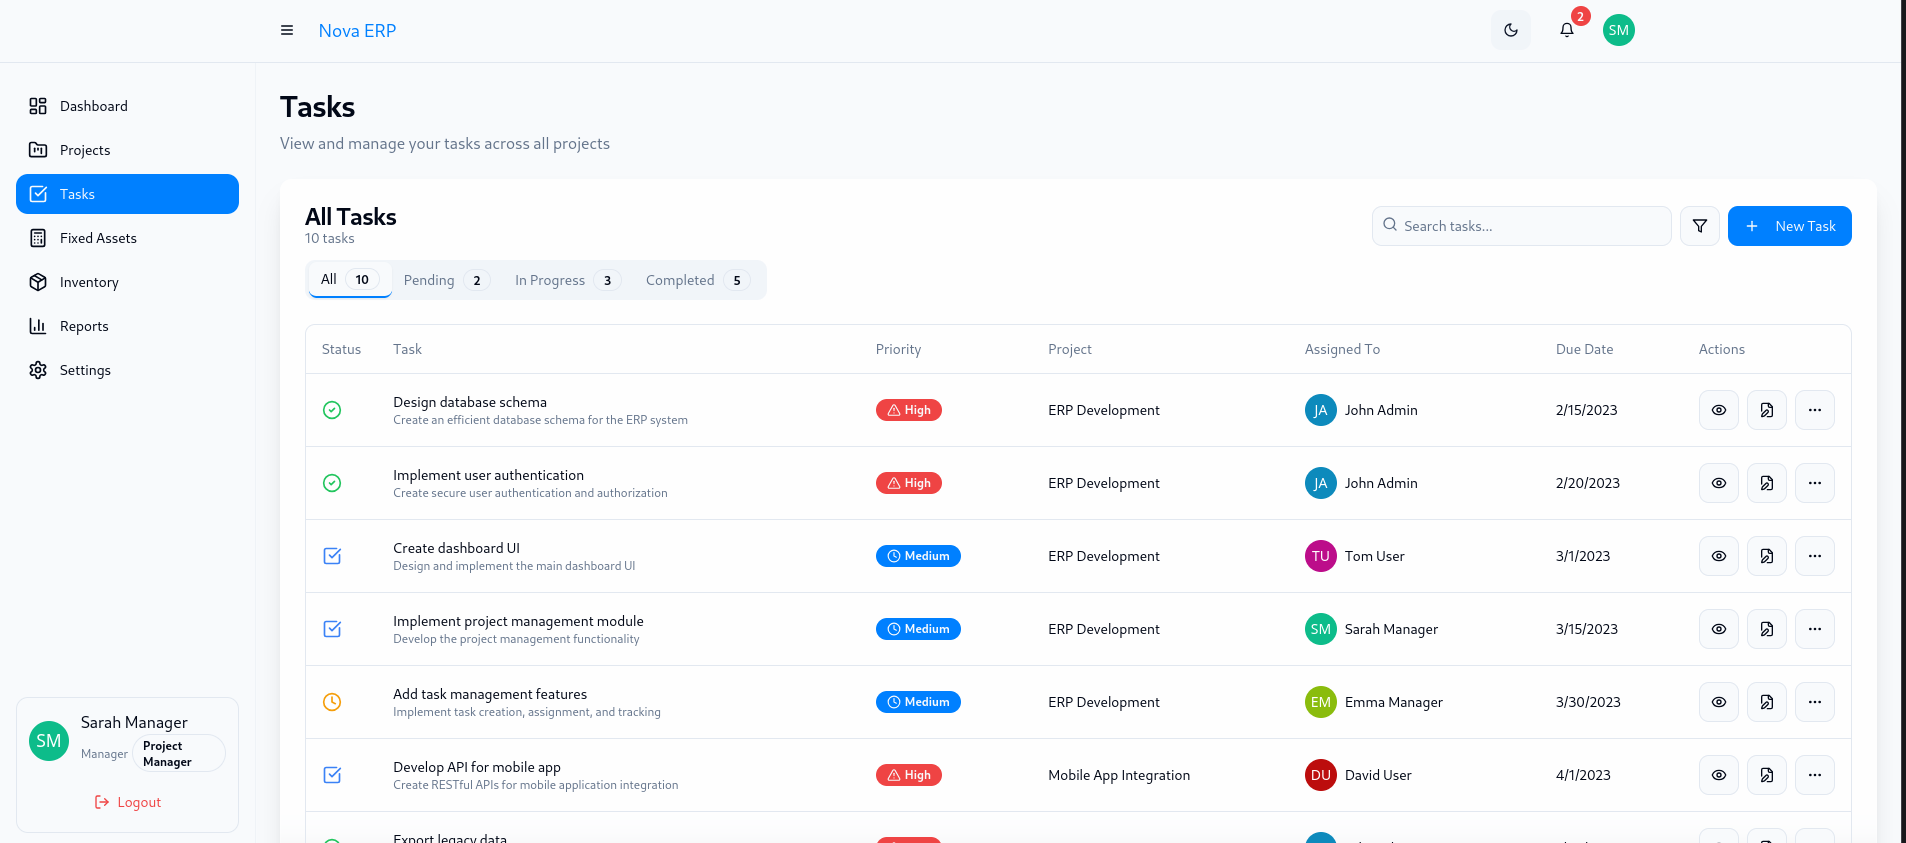 Nova ERP
2
SM
Dashboard
Projects
Tasks
Fixed Assets
Inventory
Reports
Settings
SM
Sarah Manager
Manager
Project
Manager
Logout
Tasks
View and manage your tasks across all projects
All Tasks
10 tasks
Search tasks...
New Task
All 10 Pending 2 In Progress 3 Completed 5
Status Task Priority Project Assigned To Due Date Actions
Design database schema
Create an efficient database schema for the ERP system
High ERP Development JA John Admin 2/15/2023
Implement user authentication
Create secure user authentication and authorization
High ERP Development JA John Admin 2/20/2023
Create dashboard UI
Design and implement the main dashboard UI
Medium ERP Development TU Tom User 3/1/2023
Implement project management module
Develop the project management functionality
Medium ERP Development SM Sarah Manager 3/15/2023
Add task management features
Implement task creation, assignment, and tracking
Medium ERP Development EM Emma Manager 3/30/2023
Develop API for mobile app
Create RESTful APIs for mobile application integration
High Mobile App Integration DU David User 4/1/2023
Export legacy data